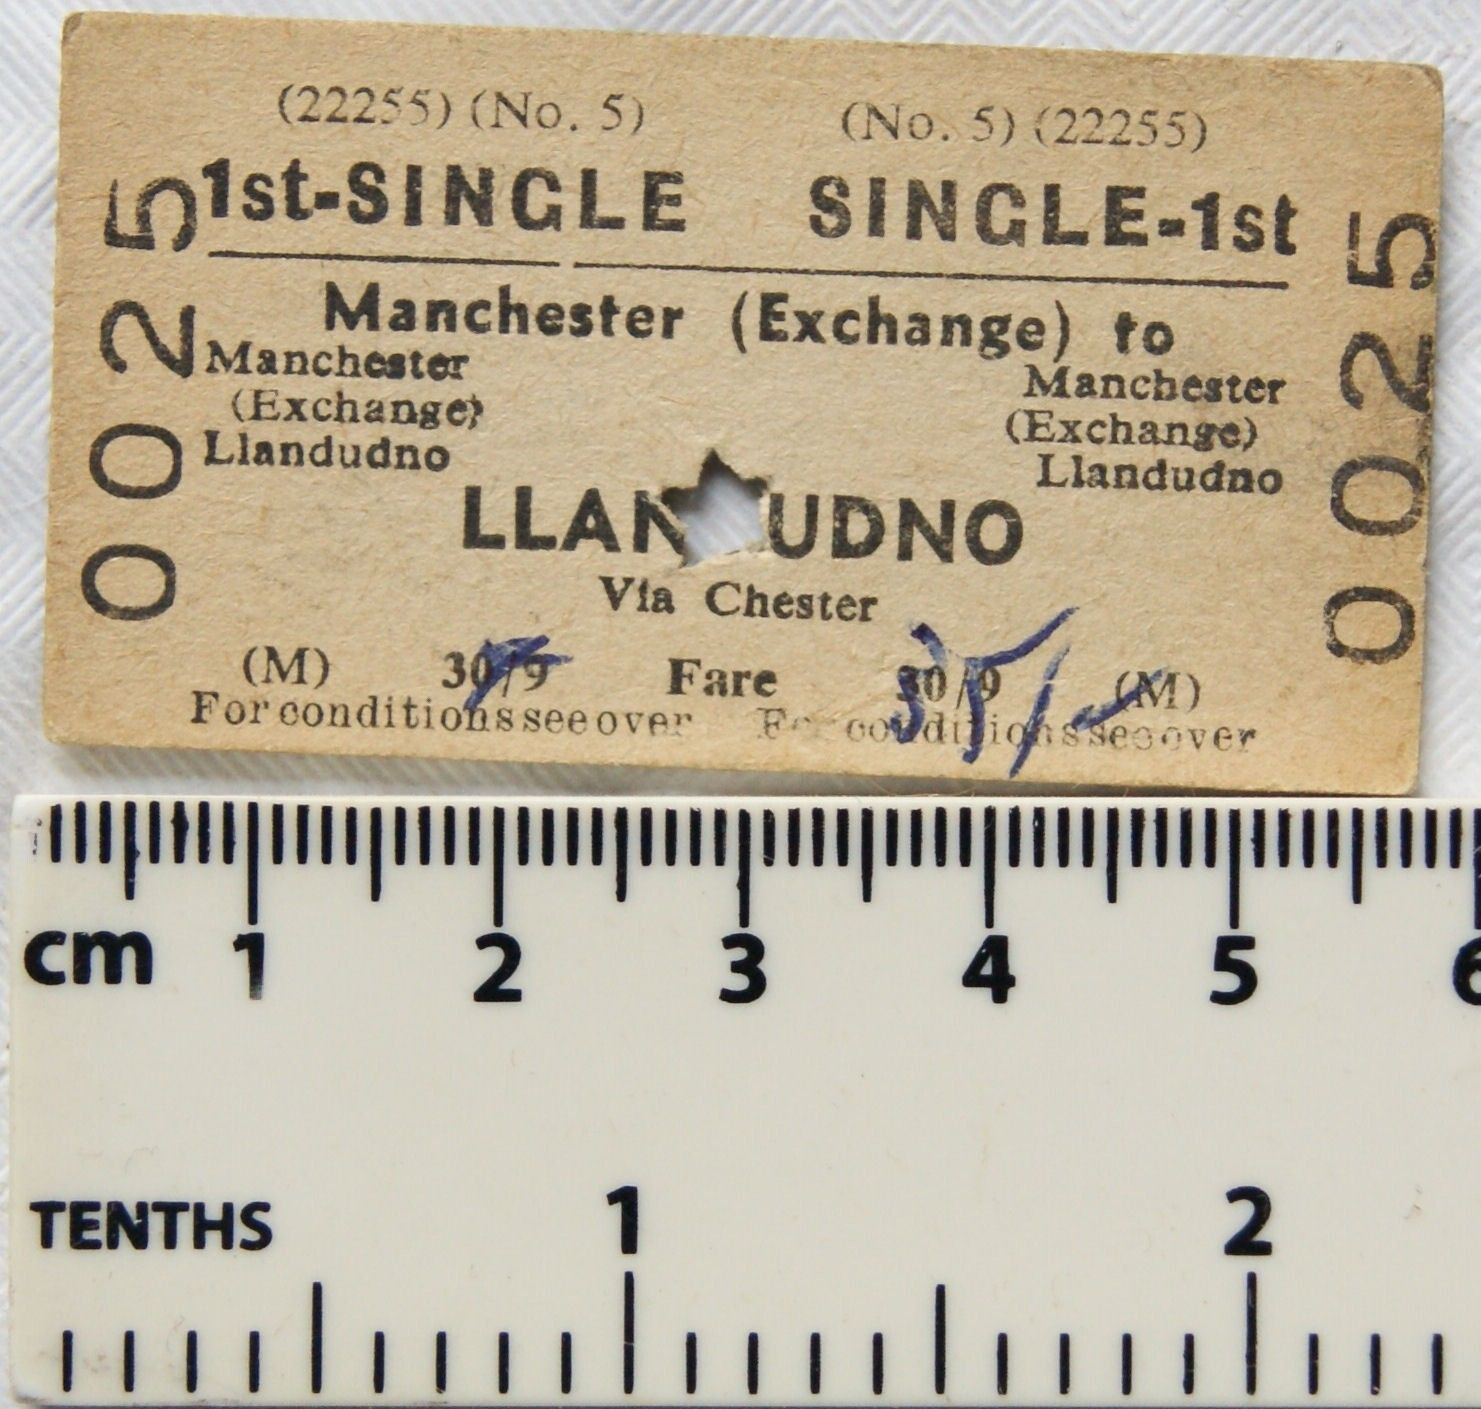 (22255) (No. 5) (No. 5) (22255)
1st-SINGLE SINGLE-1st
0025 0025
Manchester (Exchange) to
Manchester Manchester
(Exchange) (Exchange)
Llandudno Llandudno
LLAN UDNO
Via Chester
(M) 30/9 Fare 30/9 (M)
35/-
For conditions see over For conditions see over
cm 1 2 3 4 5 6
TENTHS 1 2